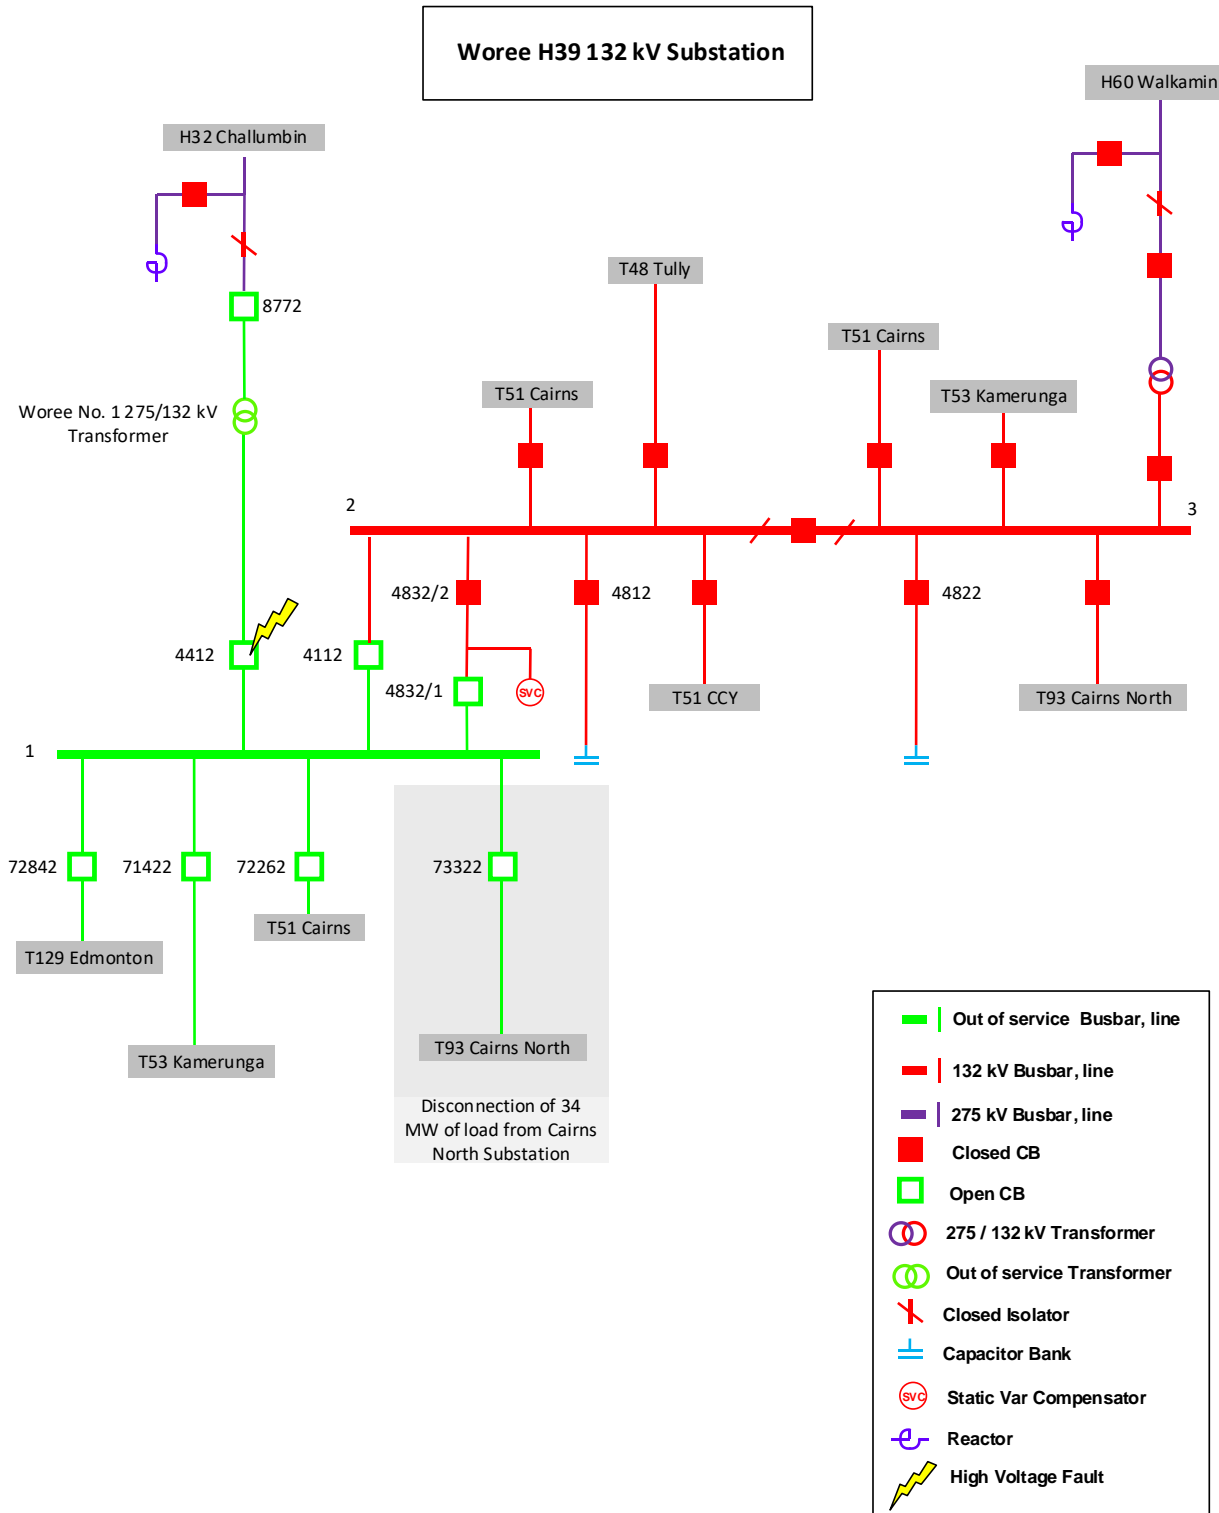 Woree H39 132 kV Substation
H60 Walkamin
H32 Challumbin
T48 Tully
8772
T51 Cairns
T51 Cairns
T53 Kamerunga
Woree No. 1 275/132 kV
Transformer
2
3
4832/2
4812
4822
4412
4112
4832/1
SVC
T51 CCY
T93 Cairns North
1
72842
71422
72262
73322
T51 Cairns
T129 Edmonton
T53 Kamerunga
T93 Cairns North
Disconnection of 34
MW of load from Cairns
North Substation
Out of service Busbar, line
132 kV Busbar, line
275 kV Busbar, line
Closed CB
Open CB
275 / 132 kV Transformer
Out of service Transformer
Closed Isolator
Capacitor Bank
SVC Static Var Compensator
Reactor
High Voltage Fault